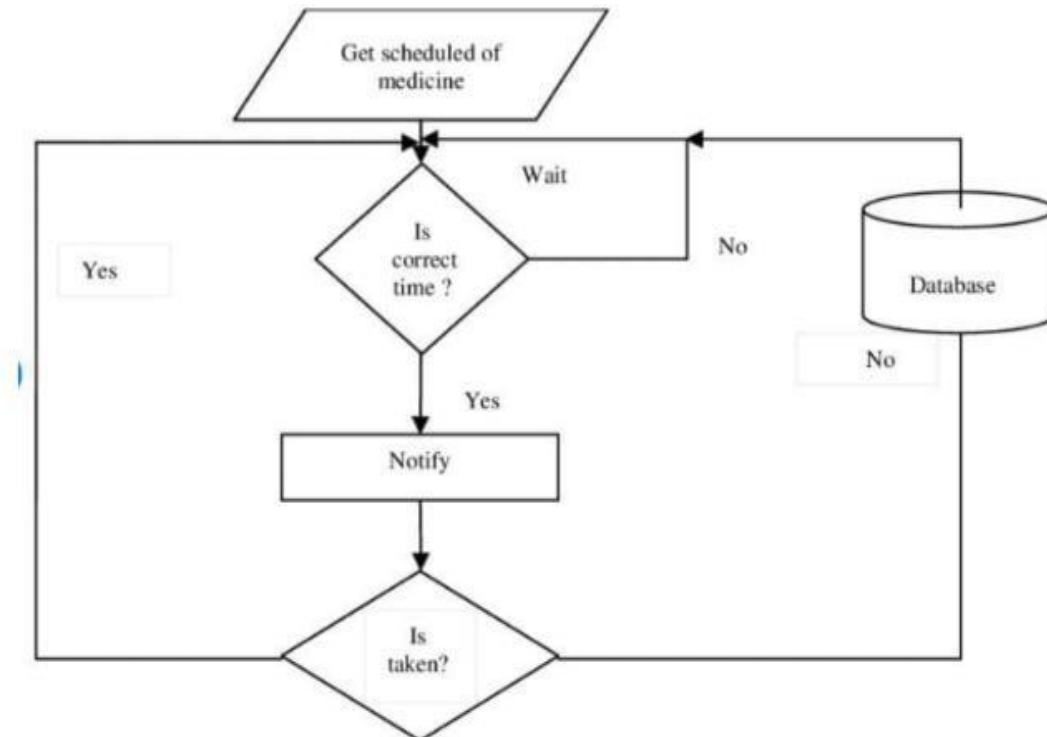 Get scheduled of
medicine
Wait
Is
correct
time ?
No
Yes
Database
No
Yes
Notify
Is
taken?